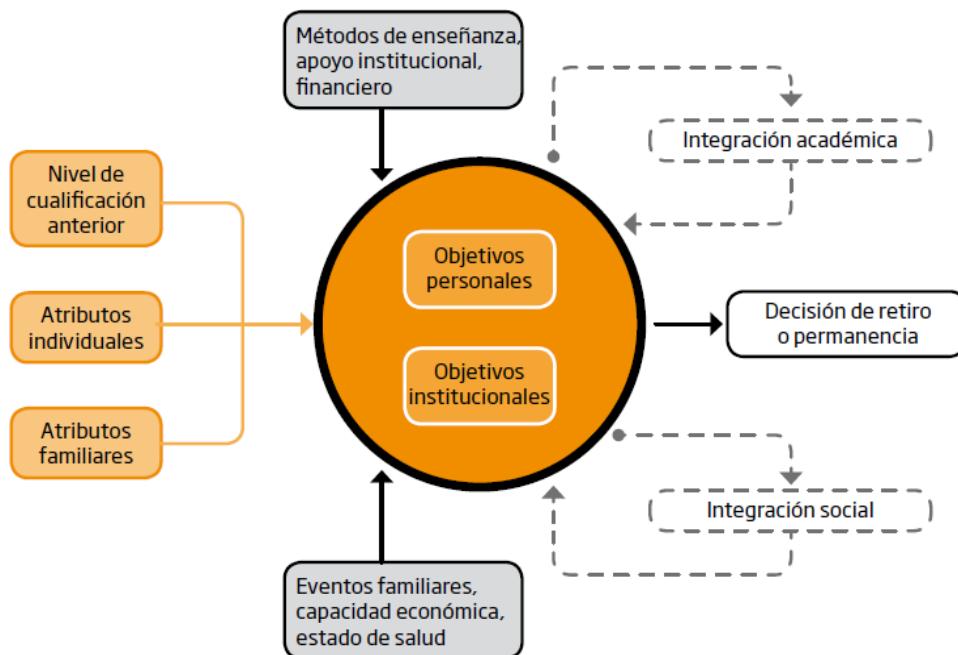 Métodos de enseñanza,
apoyo institucional,
financiero
Integración académica
Nivel de
cualificación
anterior
Objetivos
personales
Atributos
individuales
Decisión de retiro
o permanencia
Objetivos
institucionales
Atributos
familiares
Integración social
Eventos familiares,
capacidad económica,
estado de salud